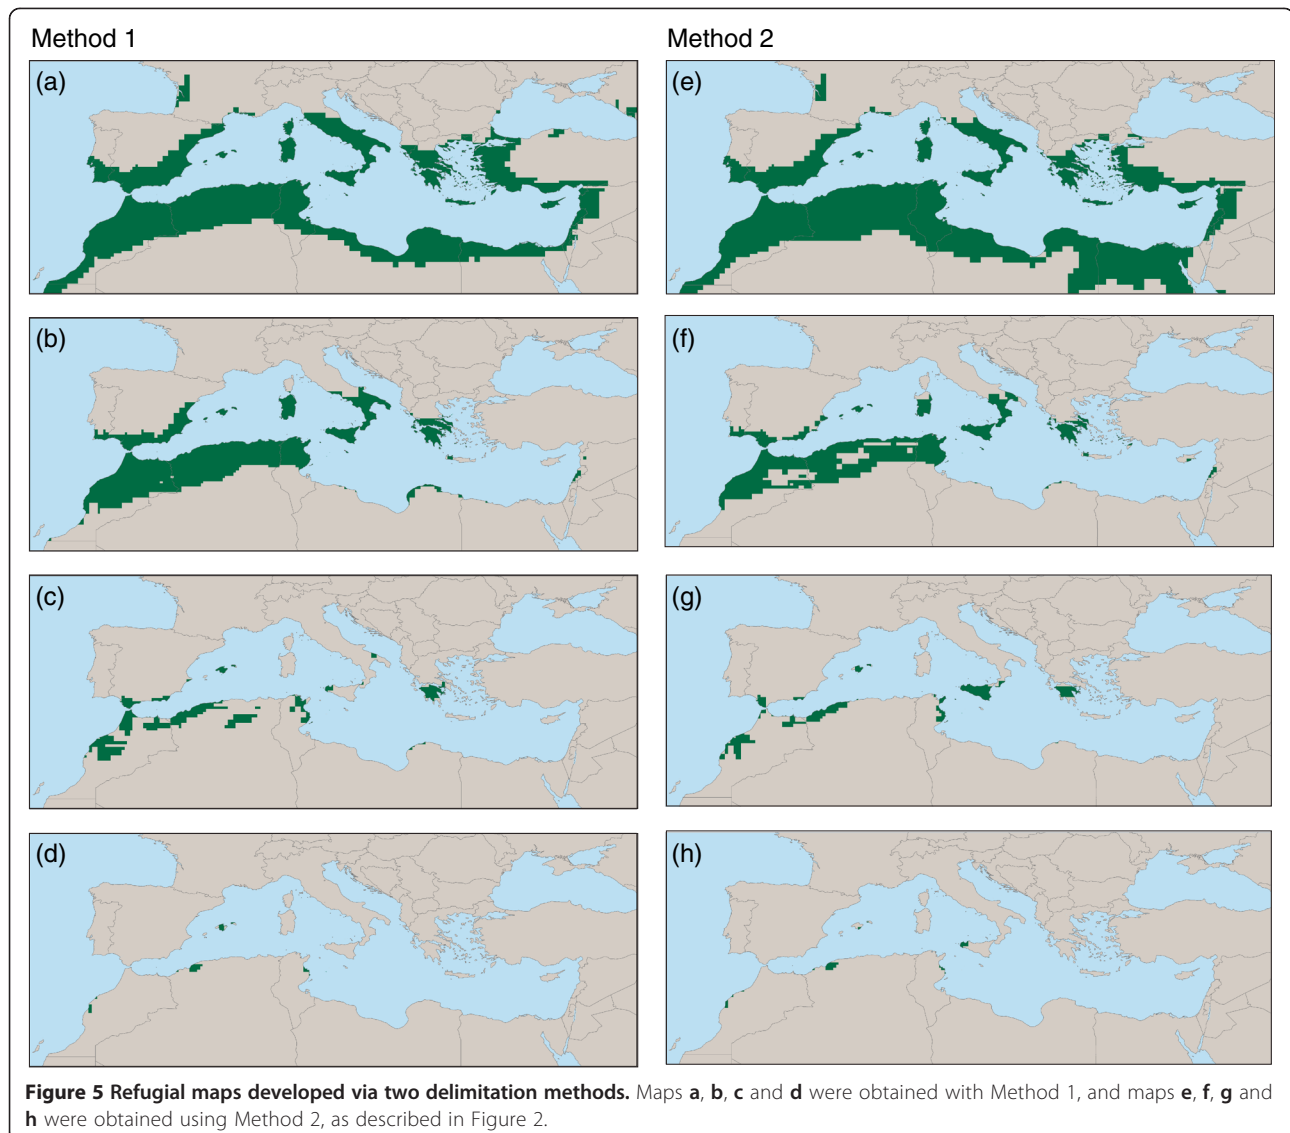 Method 1
Method 2
(a)
(e)
(b)
(f)
(c)
(g)
(d)
(h)
Figure 5 Refugial maps developed via two delimitation methods. Maps a, b, c and d were obtained with Method 1, and maps e, f, g and
h were obtained using Method 2, as described in Figure 2.